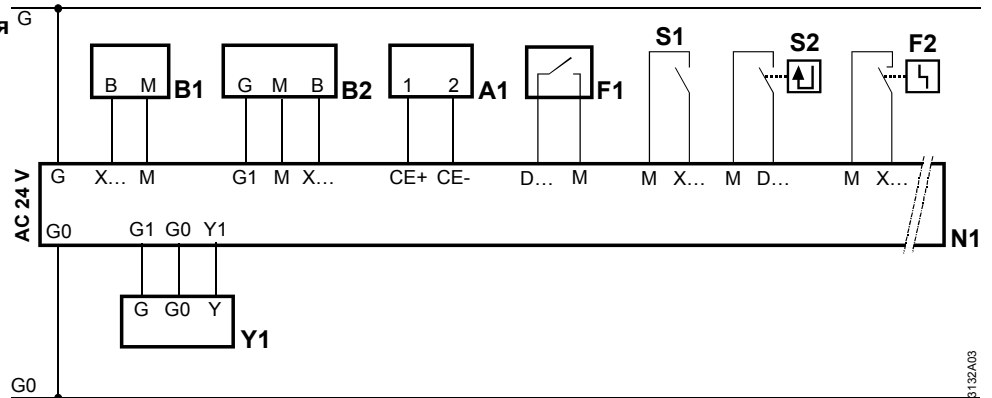 я
G
S1 S2 F2
B M B1
G M B B2
1 2 A1
F1
AC 24 V
G X... M G1 M X... CE+ CE- D... M M X... M D... M X...
G0 G1 G0 Y1
N1
G G0 Y
Y1
G0
3132A03